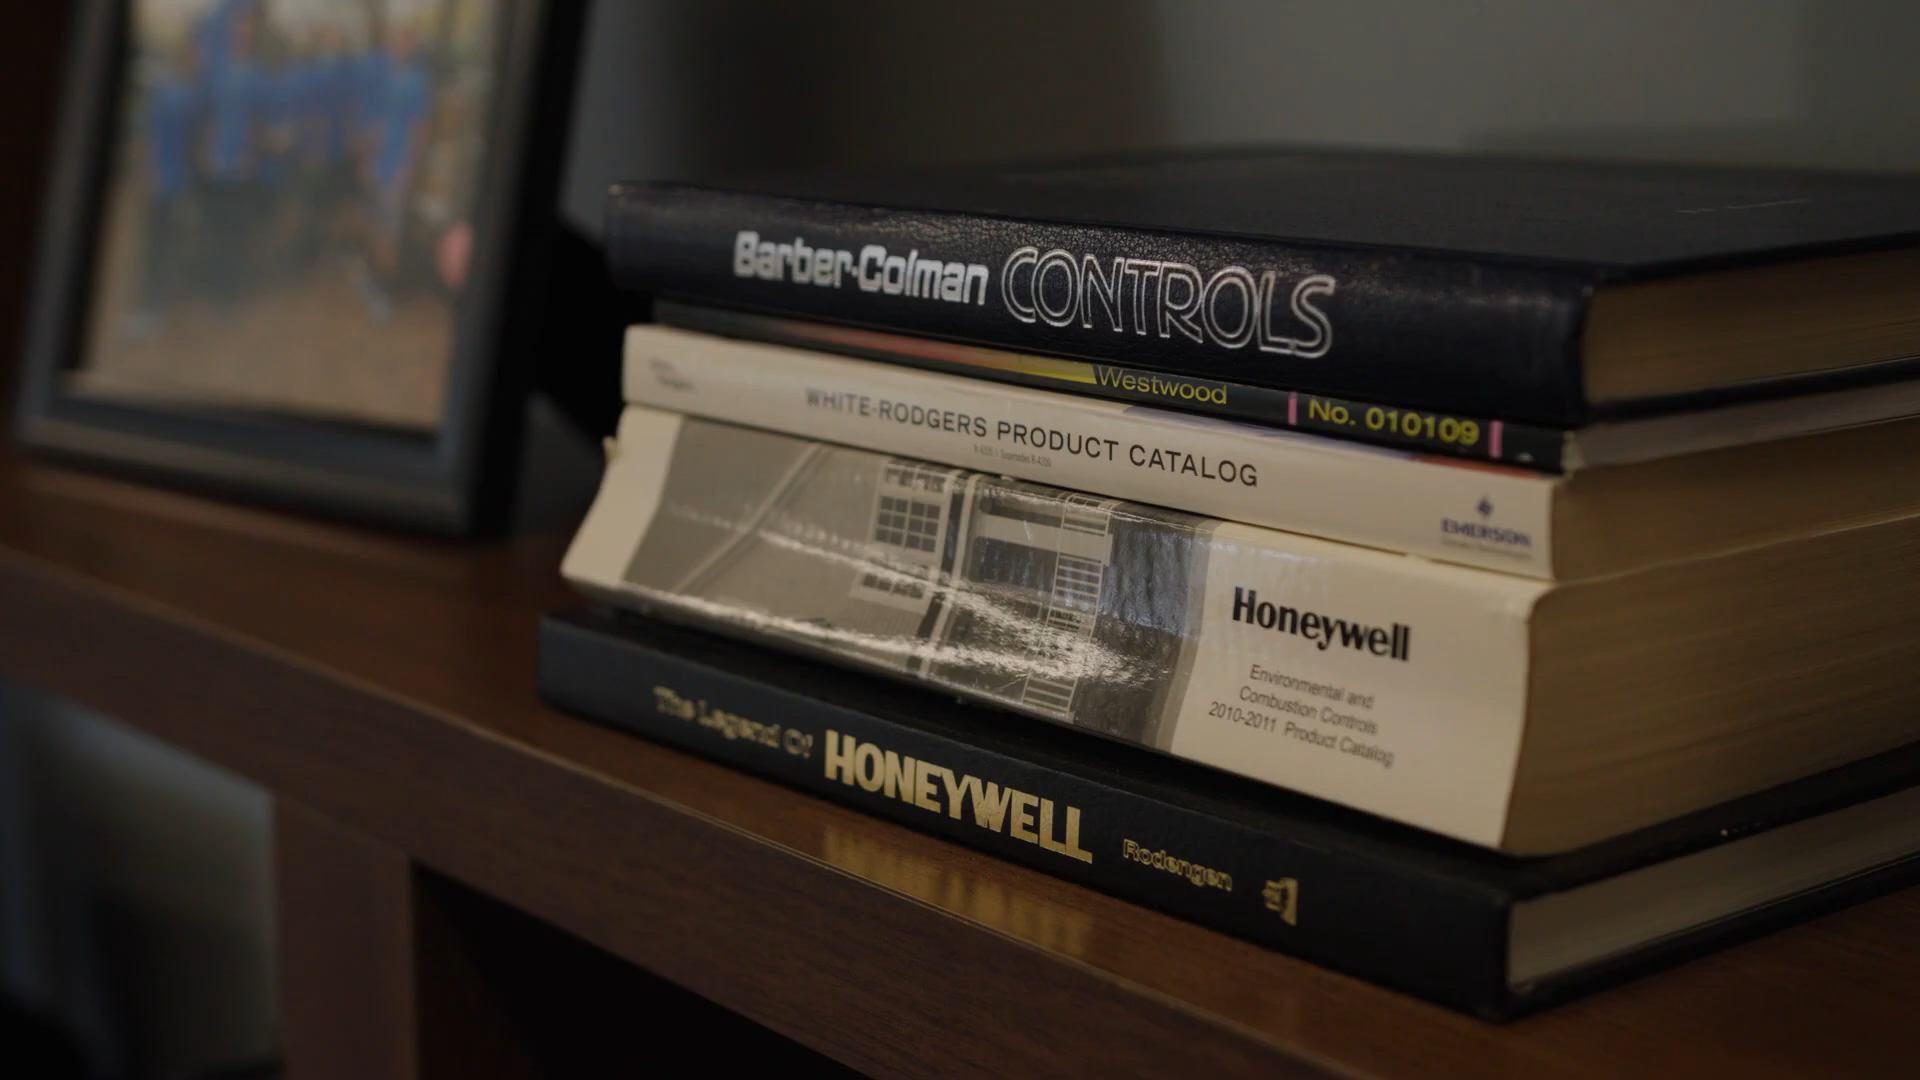 Barber-Colman CONTROLS
Westwood No. 010109
WHITE-RODGERS PRODUCT CATALOG
EMERSON
Honeywell
Environmental and
Combustion Controls
2010-2011 Product Catalog
The Legend Of HONEYWELL Rodengen